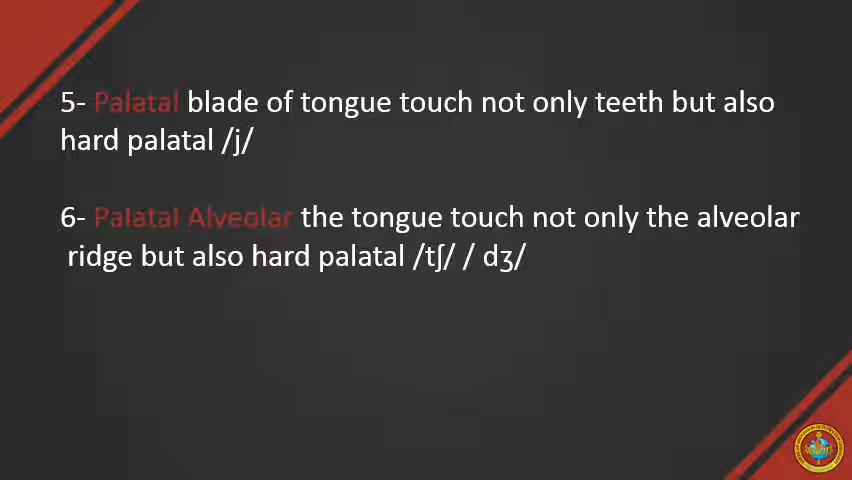 5- Palatal blade of tongue touch not only teeth but also
hard palatal /j/
6- Palatal Alveolar the tongue touch not only the alveolar
ridge but also hard palatal /tʃ/ / dʒ/